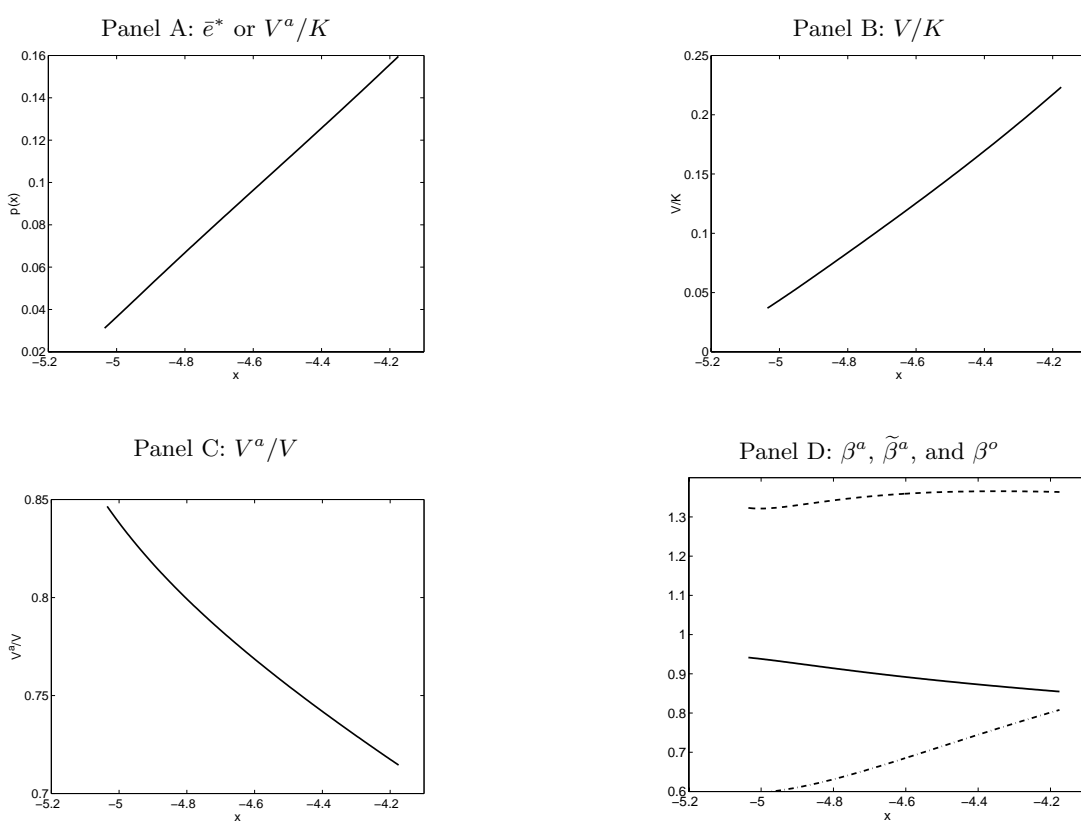 Panel A: ē* or Vᵃ/K
0.16
0.14
0.12
0.1
0.08
0.06
0.04
0.02
p(x)
−5.2 −5 −4.8 −4.6 −4.4 −4.2
x
Panel B: V/K
0.25
0.2
0.15
0.1
0.05
0
V/K
−5.2 −5 −4.8 −4.6 −4.4 −4.2
x
Panel C: Vᵃ/V
0.85
0.8
0.75
0.7
Vᵃ/V
−5.2 −5 −4.8 −4.6 −4.4 −4.2
x
Panel D: βᵃ, β̃ᵃ, and βᵒ
1.3
1.2
1.1
1
0.9
0.8
0.7
0.6
−5.2 −5 −4.8 −4.6 −4.4 −4.2
x